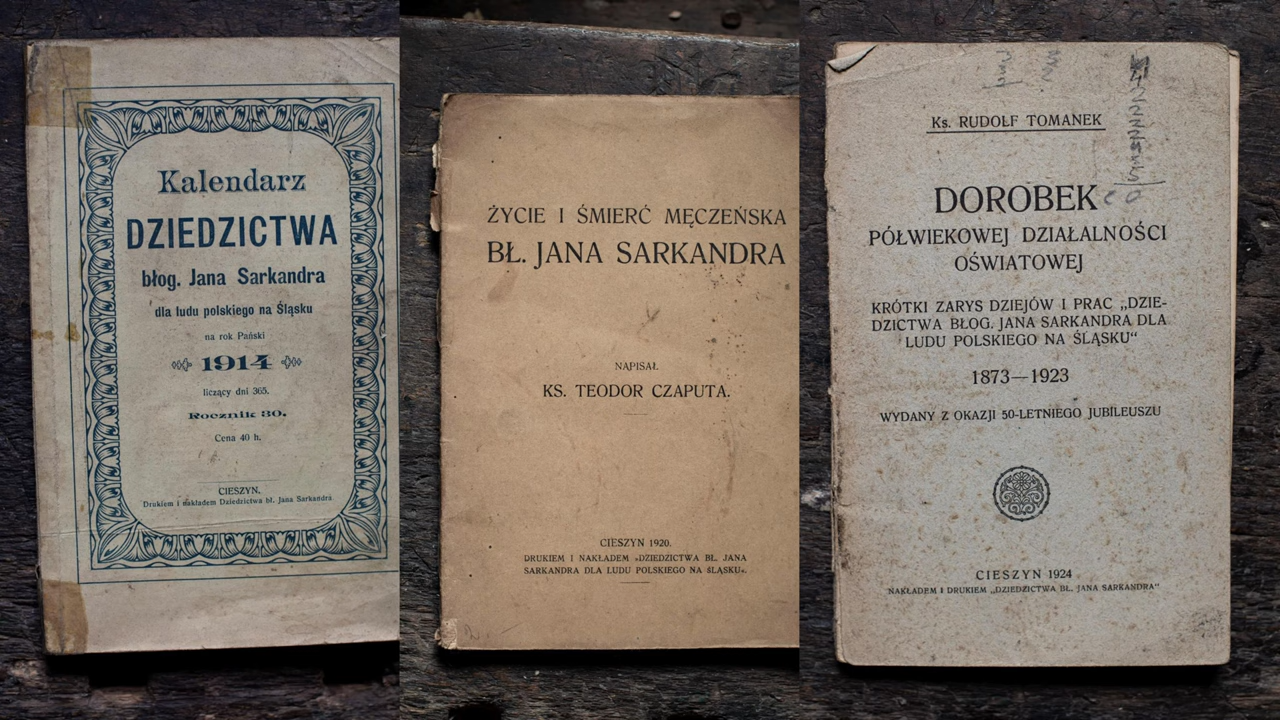 Kalendarz
DZIEDZICTWA
błog. Jana Sarkandra
dla ludu polskiego na Śląsku
na rok Pański
1914
liczący dni 365.
Rocznik 30.
Cena 40 h.
CIESZYN.
Drukiem i nakładem Dziedzictwa bł. Jana Sarkandra
ŻYCIE I ŚMIERĆ MĘCZEŃSKA
BŁ. JANA SARKANDRA
NAPISAŁ
KS. TEODOR CZAPUTA.
CIESZYN 1920.
DRUKIEM I NAKŁADEM »DZIEDZICTWA BŁ. JANA
SARKANDRA DLA LUDU POLSKIEGO NA ŚLĄSKU«.
Ks. RUDOLF TOMANEK
DOROBEK
PÓŁWIEKOWEJ DZIAŁALNOŚCI
OŚWIATOWEJ
KRÓTKI ZARYS DZIEJÓW I PRAC „DZIE-
DZICTWA BŁOG. JANA SARKANDRA DLA
LUDU POLSKIEGO NA ŚLĄSKU“
1873—1923
WYDANY Z OKAZJI 50-LETNIEGO JUBILEUSZU
CIESZYN 1924
NAKŁADEM I DRUKIEM „DZIEDZICTWA BŁ. JANA SARKANDRA“